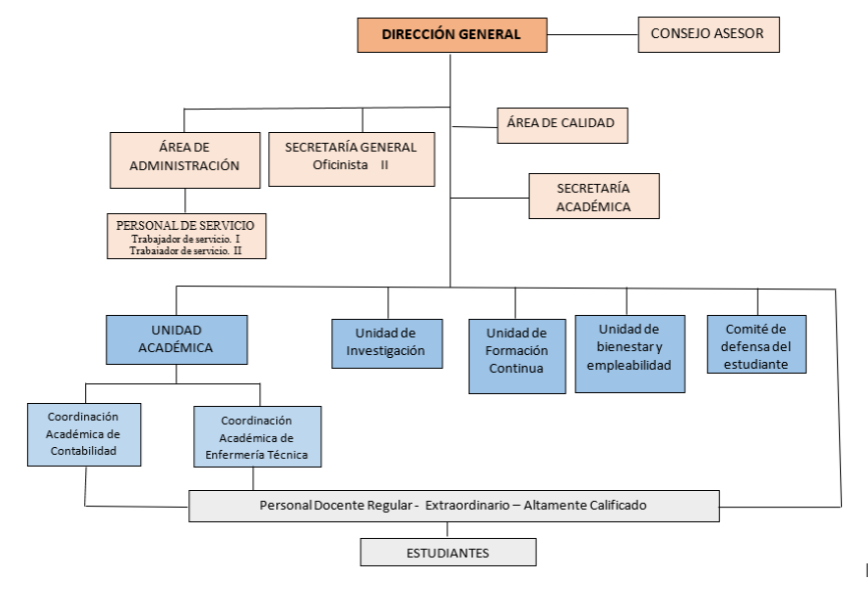 DIRECCIÓN GENERAL
CONSEJO ASESOR
ÁREA DE CALIDAD
ÁREA DE
ADMINISTRACIÓN
SECRETARÍA GENERAL
Oficinista II
SECRETARÍA
ACADÉMICA
PERSONAL DE SERVICIO
Trabajador de servicio. I
Trabajador de servicio. II
UNIDAD
ACADÉMICA
Unidad de
Investigación
Unidad de
Formación
Continua
Unidad de
bienestar y
empleabilidad
Comité de
defensa del
estudiante
Coordinación
Académica de
Contabilidad
Coordinación
Académica de
Enfermería Técnica
Personal Docente Regular - Extraordinario – Altamente Calificado
ESTUDIANTES